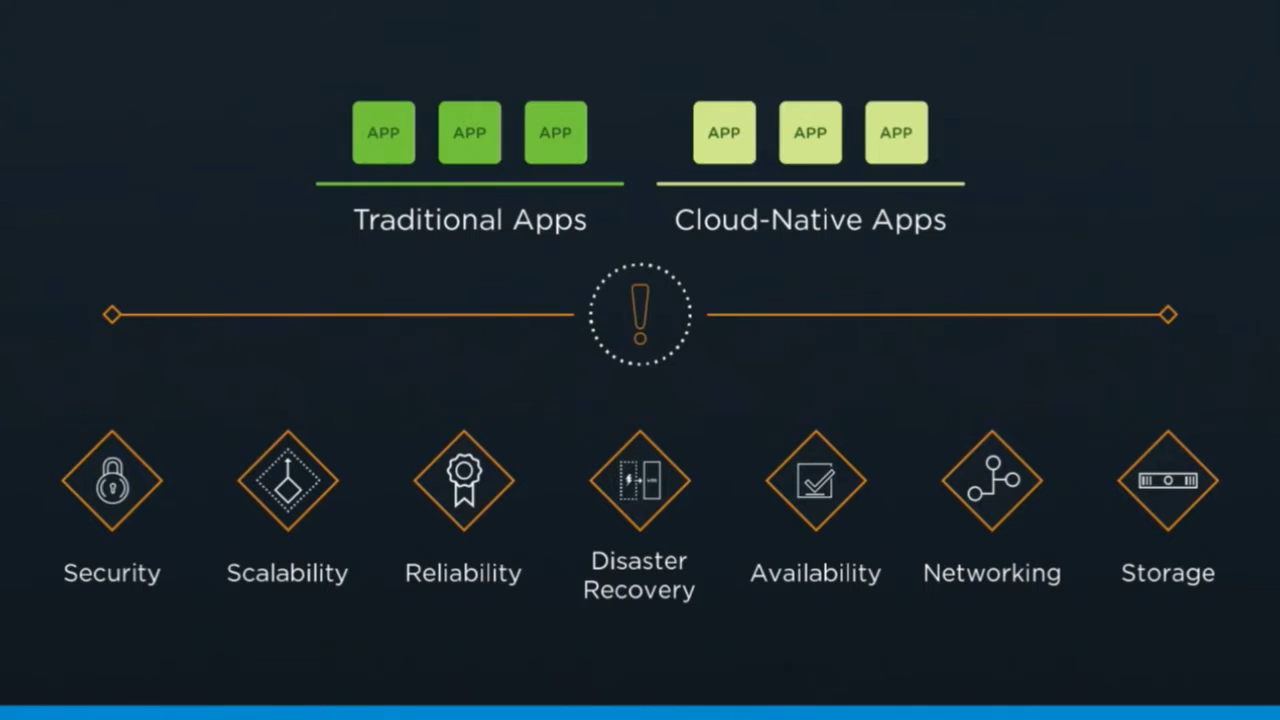 APP APP APP APP APP APP
Traditional Apps Cloud-Native Apps
Security Scalability Reliability Disaster Recovery Availability Networking Storage